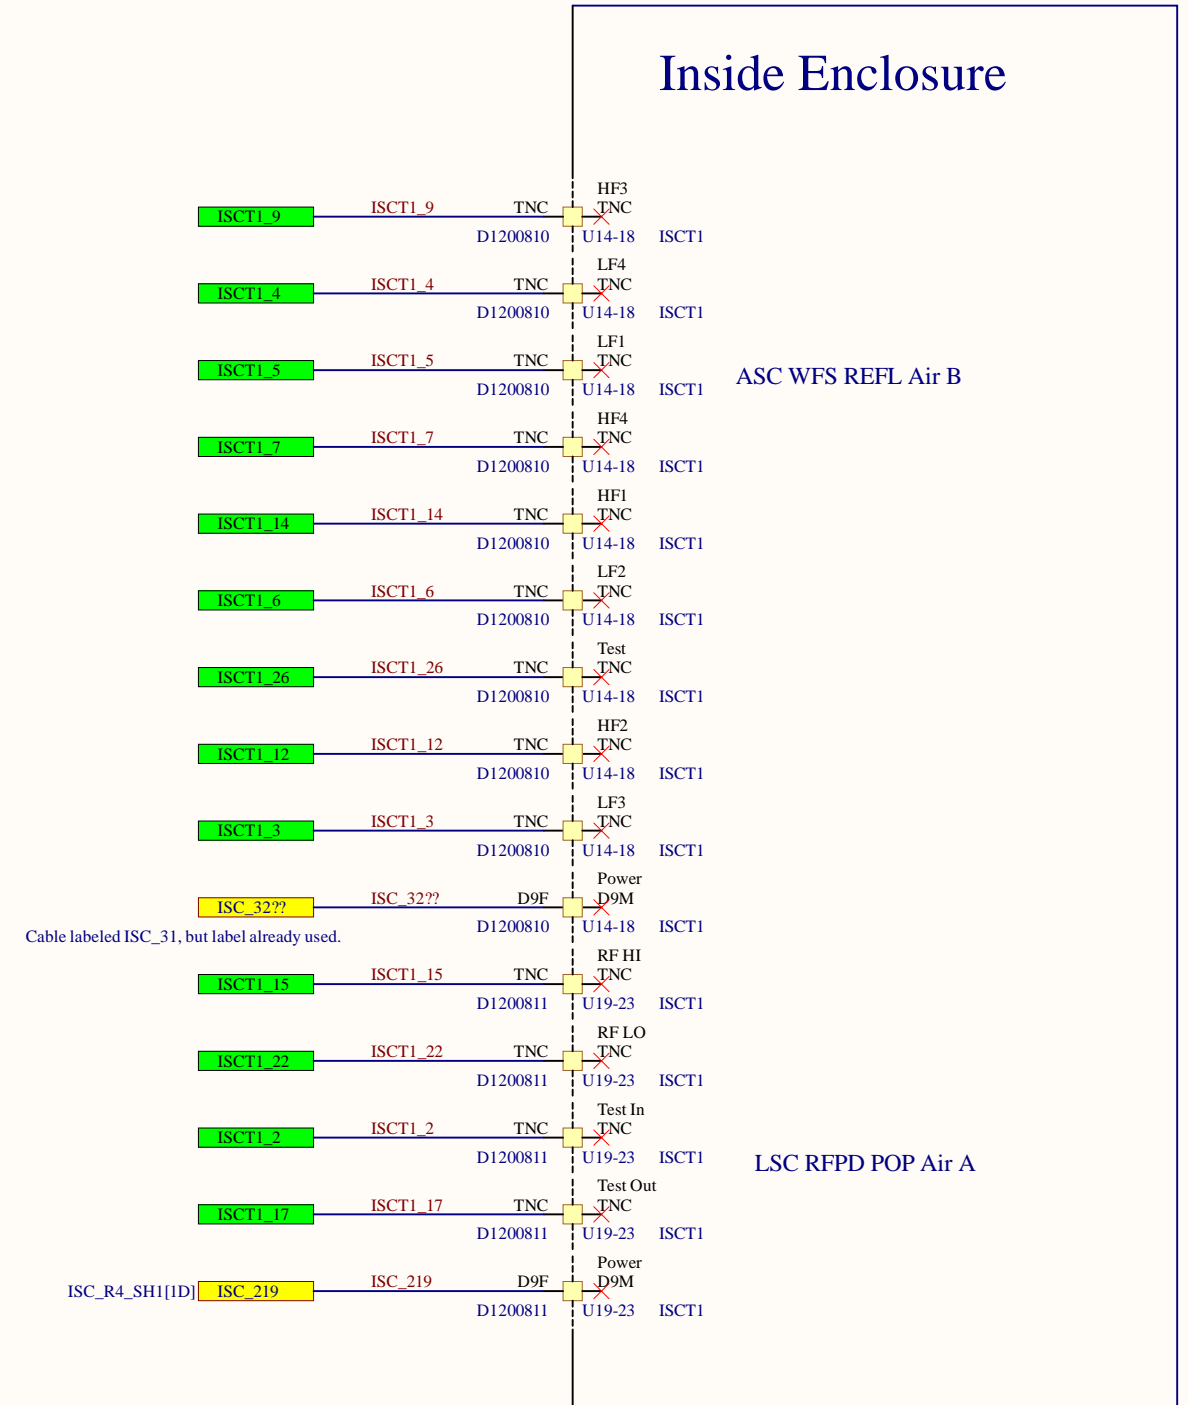 Inside Enclosure
HF3
ISCT1_9 ISCT1_9 TNC TNC
D1200810 U14-18 ISCT1
LF4
ISCT1_4 ISCT1_4 TNC TNC
D1200810 U14-18 ISCT1
LF1
ISCT1_5 ISCT1_5 TNC TNC
ASC WFS REFL Air B
D1200810 U14-18 ISCT1
HF4
ISCT1_7 ISCT1_7 TNC TNC
D1200810 U14-18 ISCT1
HF1
ISCT1_14 ISCT1_14 TNC TNC
D1200810 U14-18 ISCT1
LF2
ISCT1_6 ISCT1_6 TNC TNC
D1200810 U14-18 ISCT1
Test
ISCT1_26 ISCT1_26 TNC TNC
D1200810 U14-18 ISCT1
HF2
ISCT1_12 ISCT1_12 TNC TNC
D1200810 U14-18 ISCT1
LF3
ISCT1_3 ISCT1_3 TNC TNC
D1200810 U14-18 ISCT1
Power
ISC_32?? ISC_32?? D9F D9M
Cable labeled ISC_31, but label already used. D1200810 U14-18 ISCT1
RF HI
ISCT1_15 ISCT1_15 TNC TNC
D1200811 U19-23 ISCT1
RF LO
ISCT1_22 ISCT1_22 TNC TNC
D1200811 U19-23 ISCT1
Test In
ISCT1_2 ISCT1_2 TNC TNC
D1200811 U19-23 ISCT1
LSC RFPD POP Air A
Test Out
ISCT1_17 ISCT1_17 TNC TNC
D1200811 U19-23 ISCT1
Power
ISC_R4_SH1[1D] ISC_219 ISC_219 D9F D9M
D1200811 U19-23 ISCT1